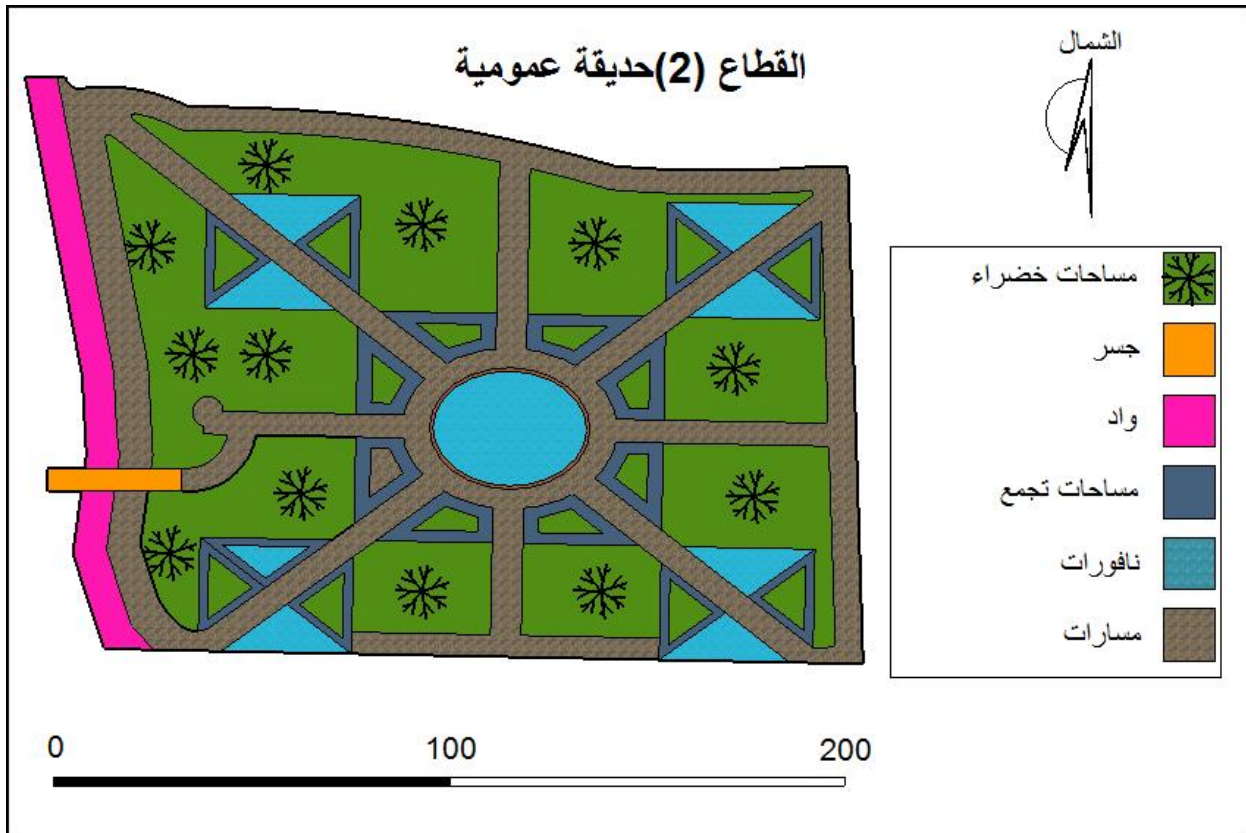 القطاع (2)حديقة عمومية
الشمال
مساحات خضراء
جسر
واد
مساحات تجمع
نافورات
مسارات
0 100 200